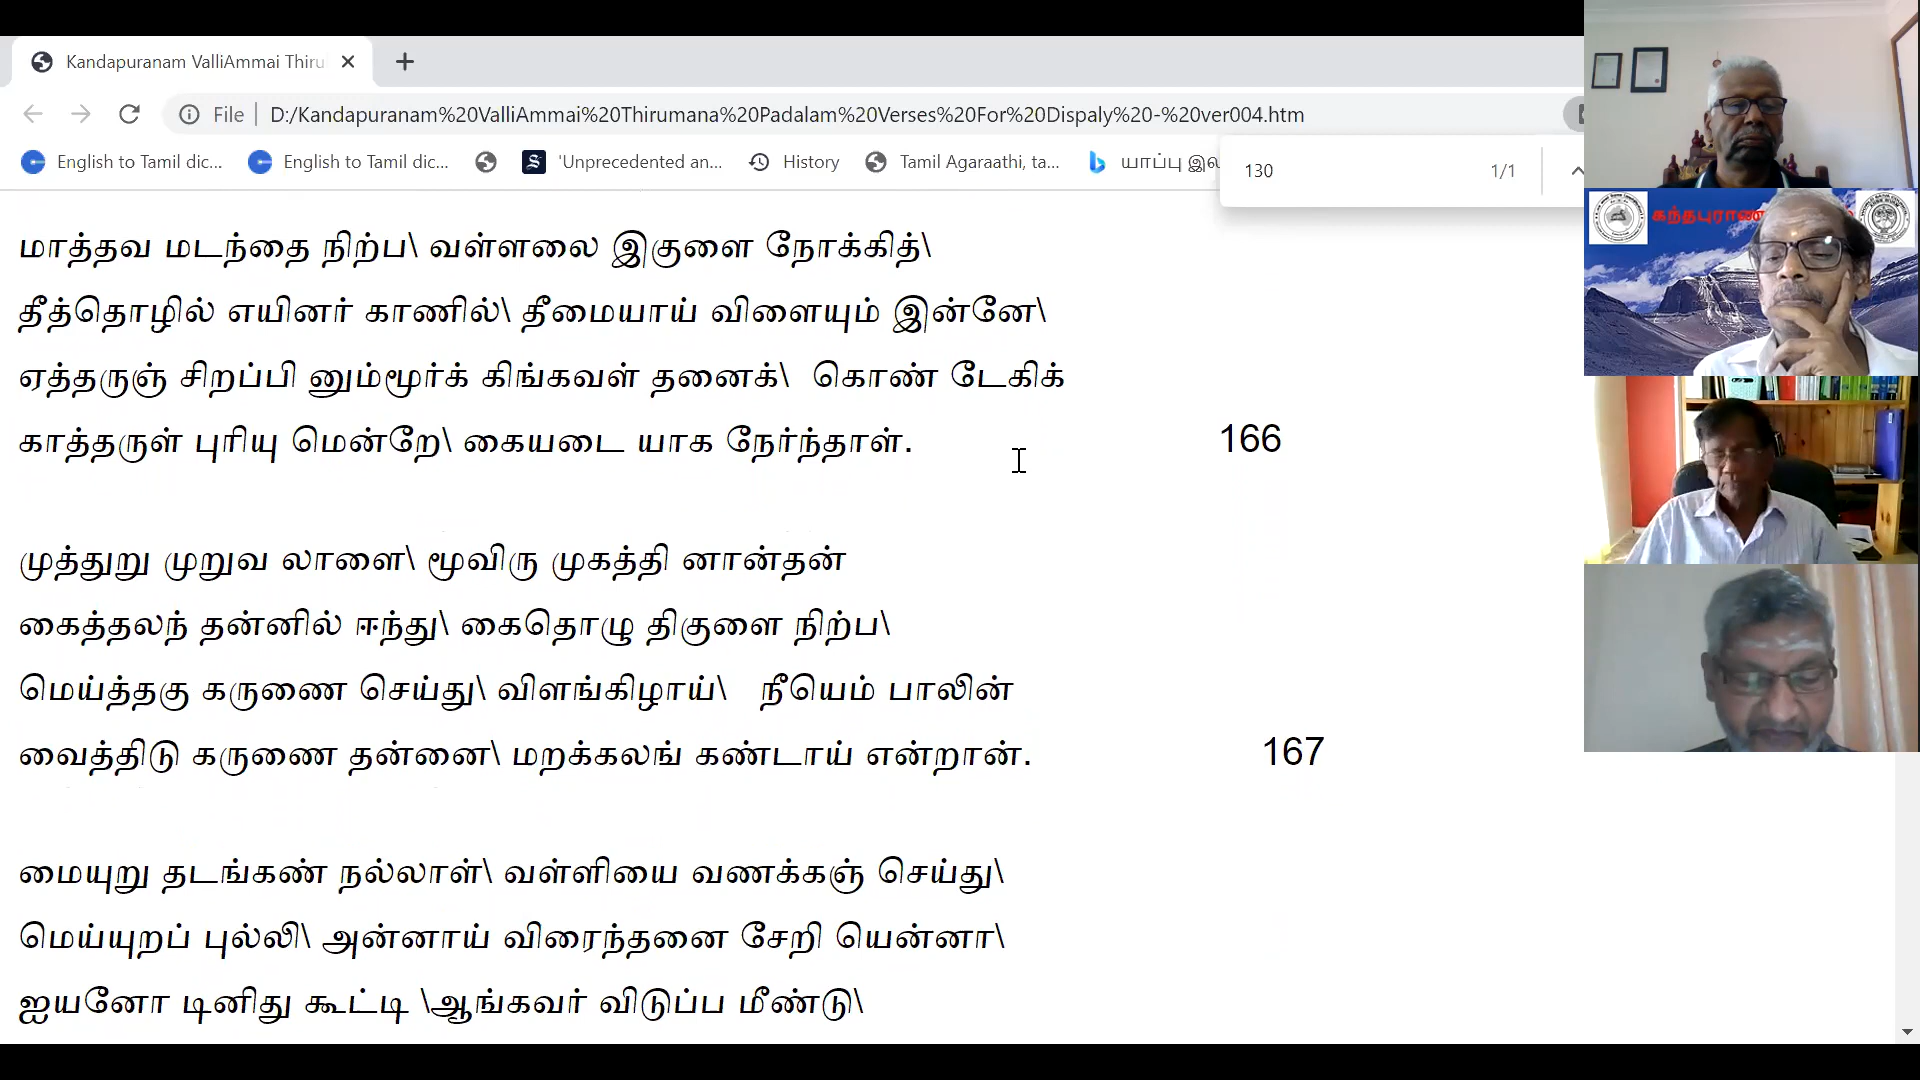 Kandapuranam ValliAmmai Thiru
File
D:/Kandapuranam%20ValliAmmai%20Thirumana%20Padalam%20Verses%20For%20Dispaly%20-%20ver004.htm
English to Tamil dic...
English to Tamil dic...
'Unprecedented an...
History
Tamil Agaraathi, ta...
யாப்பு இல
130
1/1
மாத்தவ மடந்தை நிற்ப\ வள்ளலை இகுளை நோக்கித்\
தீத்தொழில் எயினர் காணில்\ தீமையாய் விளையும் இன்னே\
ஏத்தருஞ் சிறப்பி னும்மூர்க் கிங்கவள் தனைக்\ கொண் டேகிக்
காத்தருள் புரியு மென்றே\ கையடை யாக நேர்ந்தாள். 166
முத்துறு முறுவ லாளை\ மூவிரு முகத்தி னான்தன்
கைத்தலந் தன்னில் ஈந்து\ கைதொழு திகுளை நிற்ப\
மெய்த்தகு கருணை செய்து\ விளங்கிழாய்\ நீயெம் பாலின்
வைத்திடு கருணை தன்னை\ மறக்கலங் கண்டாய் என்றான். 167
மையுறு தடங்கண் நல்லாள்\ வள்ளியை வணக்கஞ் செய்து\
மெய்யுறப் புல்லி\ அன்னாய் விரைந்தனை சேறி யென்னா\
ஐயனோ டினிது கூட்டி \ஆங்கவர் விடுப்ப மீண்டு\
கந்தபுராண